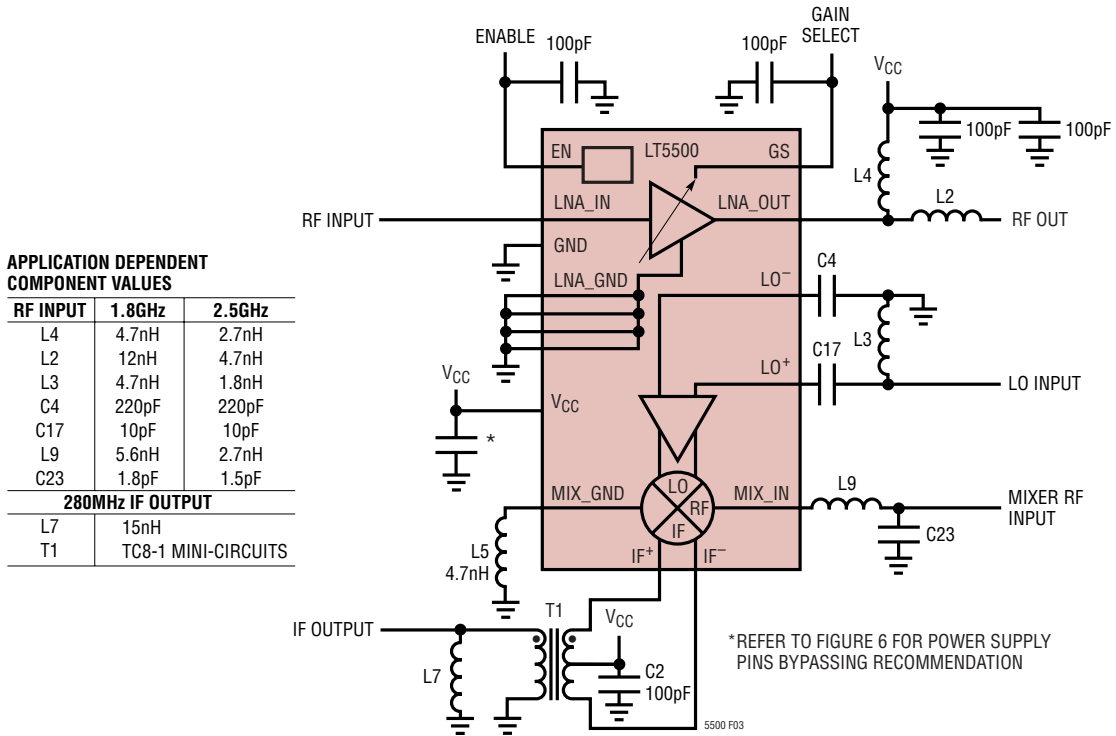 ENABLE
100pF
100pF
GAIN
SELECT
VCC
100pF
100pF
EN
LT5500
GS
L4
L2
RF INPUT
LNA_IN
LNA_OUT
RF OUT
GND
LNA_GND
LO–
C4
L3
LO+
C17
LO INPUT
VCC
VCC
*
MIX_GND
LO
RF
IF
MIX_IN
L9
MIXER RF
INPUT
C23
L5
4.7nH
IF+
IF–
T1
VCC
IF OUTPUT
L7
C2
100pF
*REFER TO FIGURE 6 FOR POWER SUPPLY
PINS BYPASSING RECOMMENDATION
5500 F03
APPLICATION DEPENDENT
COMPONENT VALUES
RF INPUT 1.8GHz 2.5GHz
L4 4.7nH 2.7nH
L2 12nH 4.7nH
L3 4.7nH 1.8nH
C4 220pF 220pF
C17 10pF 10pF
L9 5.6nH 2.7nH
C23 1.8pF 1.5pF
280MHz IF OUTPUT
L7 15nH
T1 TC8-1 MINI-CIRCUITS